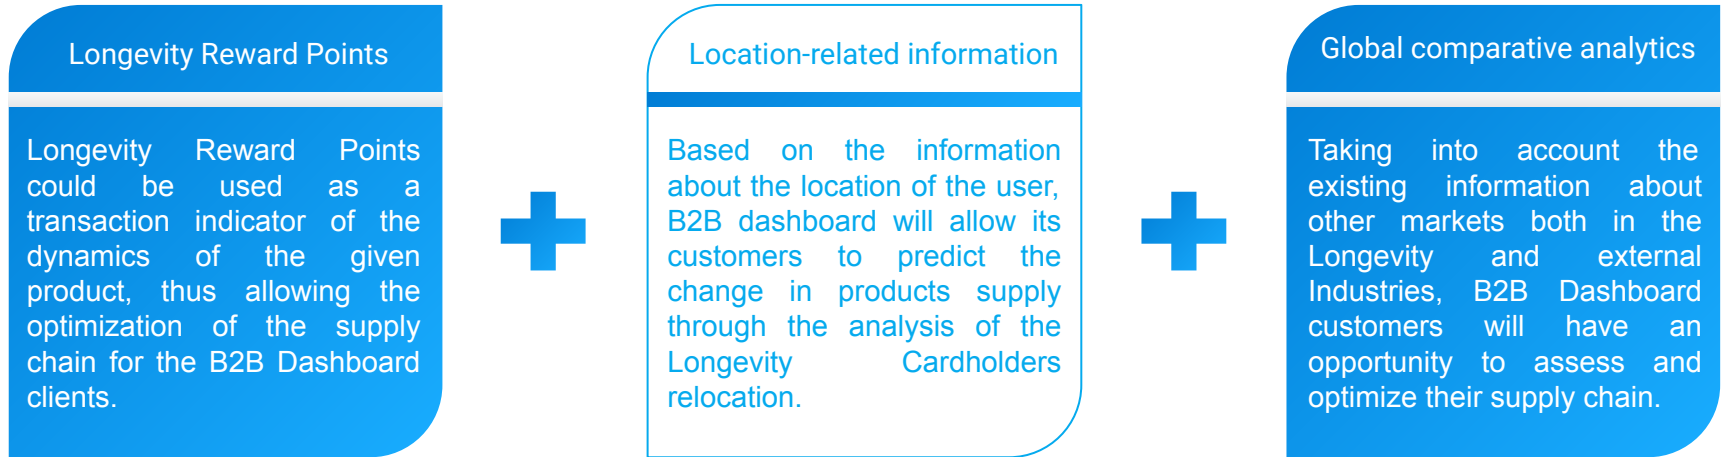 Longevity Reward Points
Longevity Reward Points
could be used as a
transaction indicator of the
dynamics of the given
product, thus allowing the
optimization of the supply
chain for the B2B Dashboard
clients.
Location-related information
Based on the information
about the location of the user,
B2B dashboard will allow its
customers to predict the
change in products supply
through the analysis of the
Longevity Cardholders
relocation.
Global comparative analytics
Taking into account the
existing information about
other markets both in the
Longevity and external
Industries, B2B Dashboard
customers will have an
opportunity to assess and
optimize their supply chain.